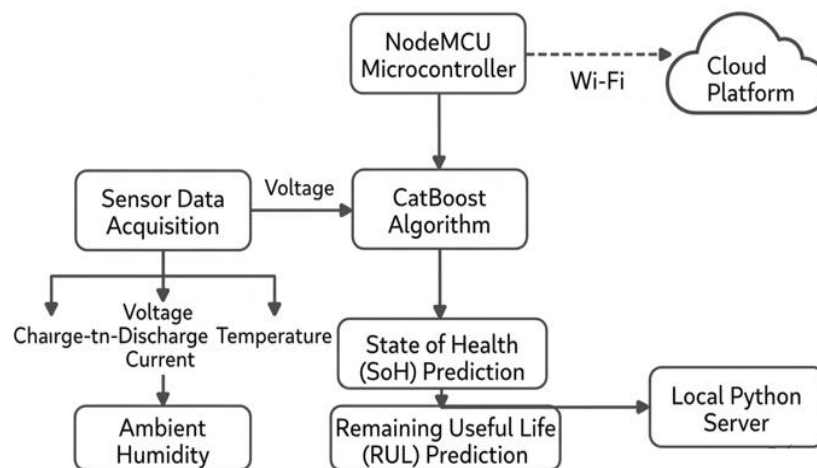 NodeMCU
Microcontroller
Wi-Fi
Cloud
Platform
Sensor Data
Acquisition
Voltage
CatBoost
Algorithm
Voltage
Chaırge-tn-Discharge
Current
Temperature
State of Health
(SoH) Prediction
Ambient
Humidity
Remaining Useful Life
(RUL) Prediction
Local Python
Server